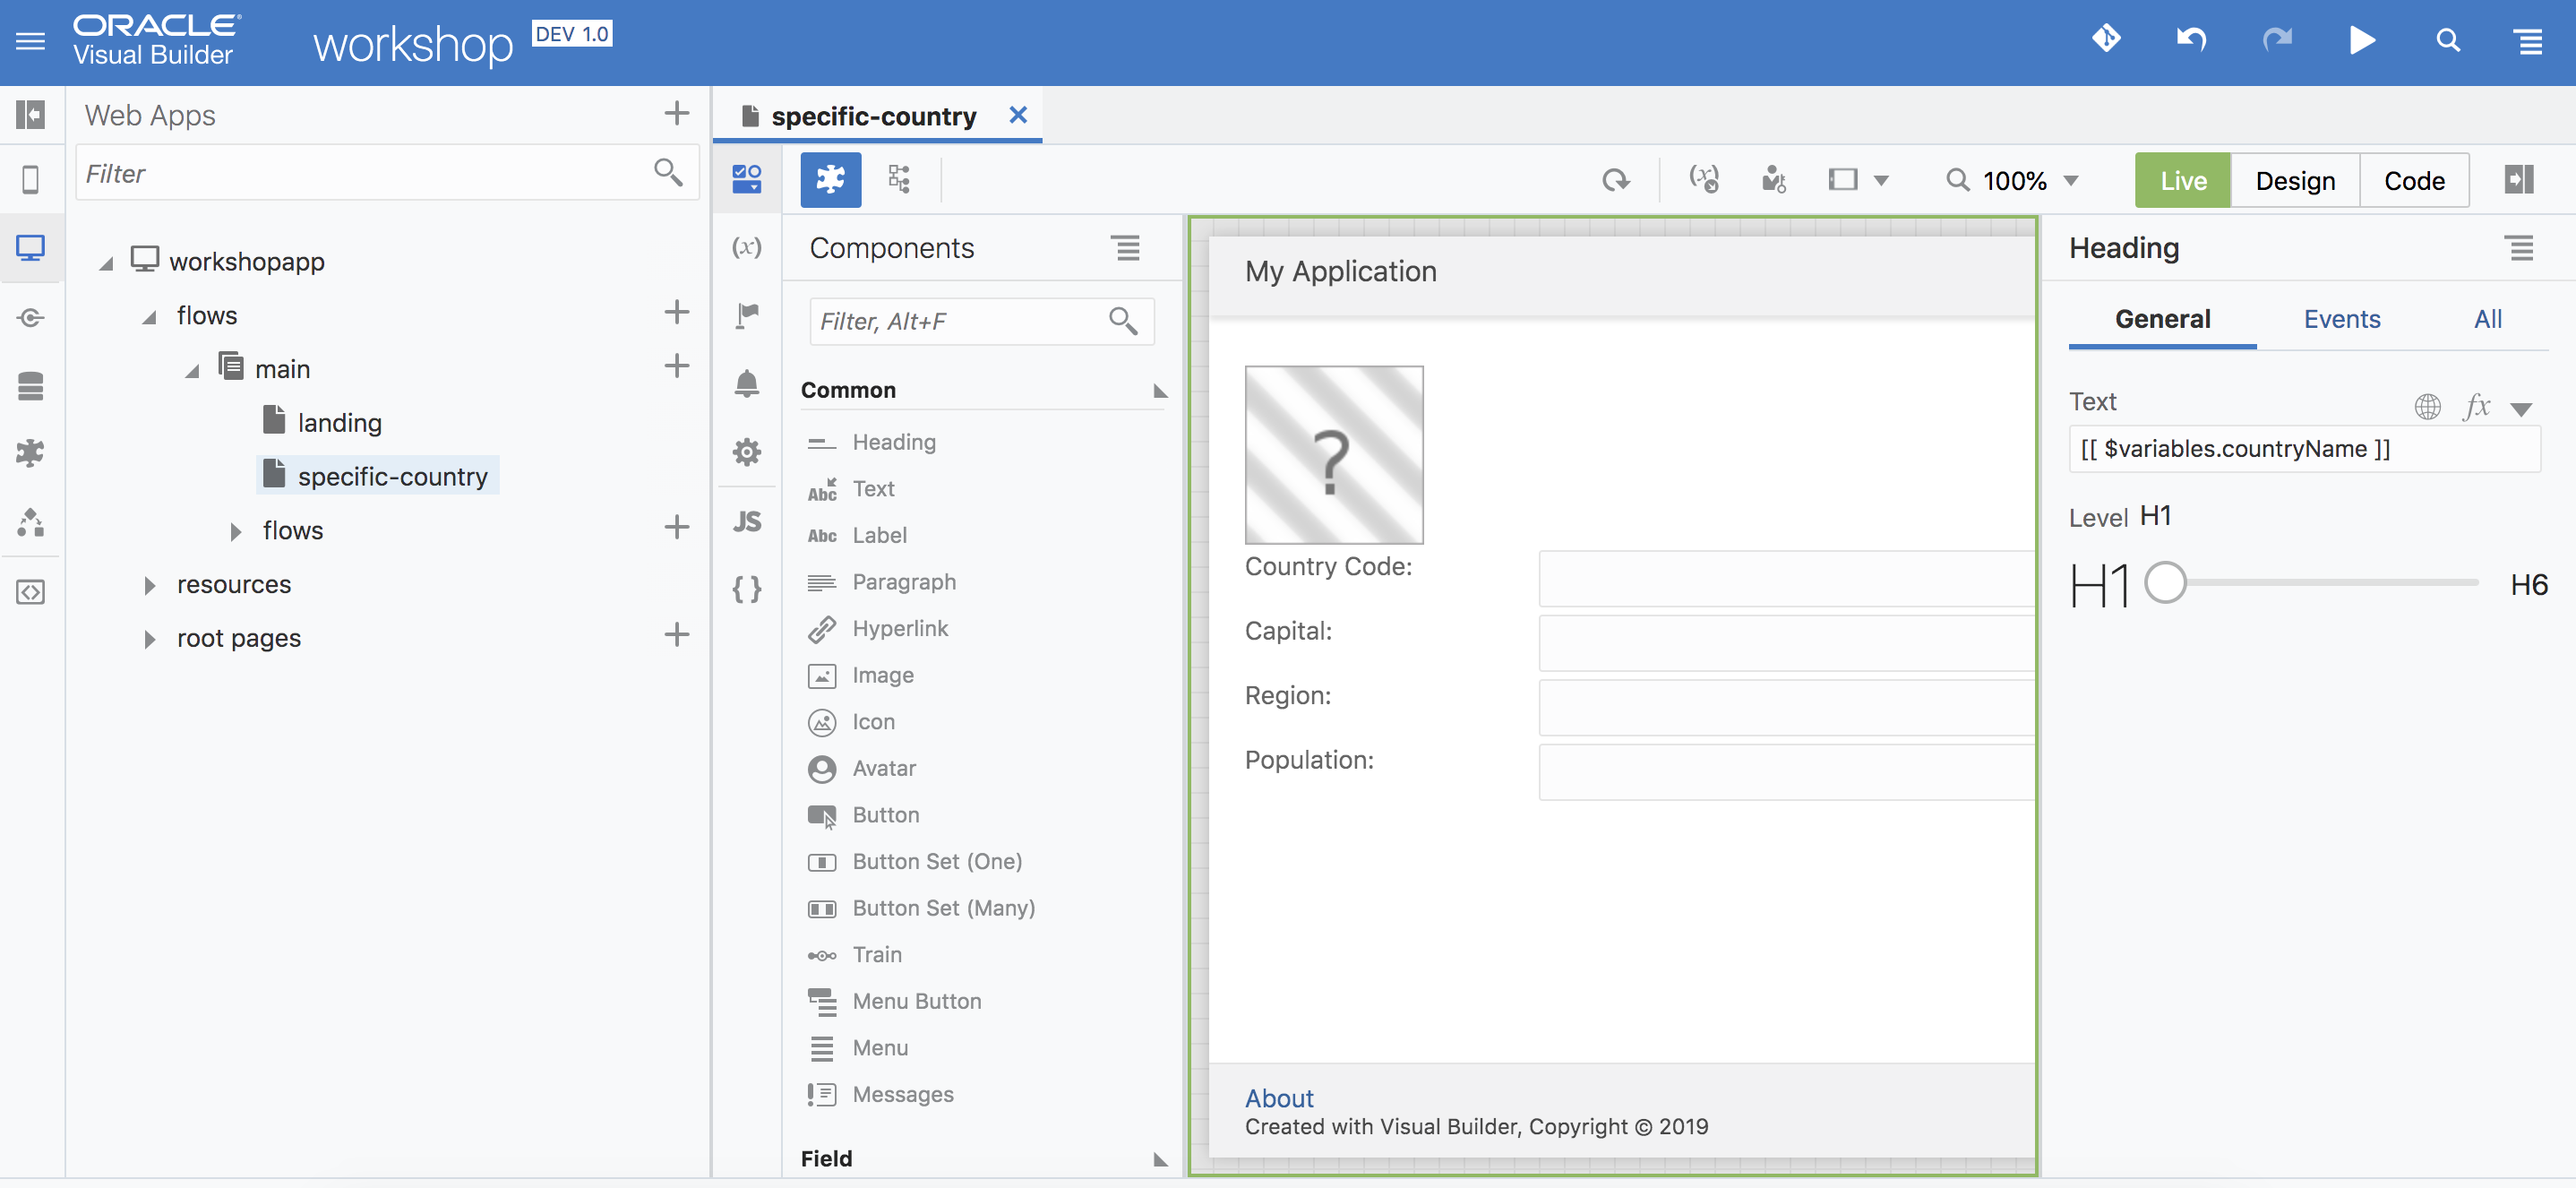 ORACLE®
Visual Builder
workshop
DEV 1.0
Web Apps
Filter
workshopapp
flows
main
landing
specific-country
flows
resources
root pages
specific-country
100%
Live
Design
Code
(x)
JS
{ }
Components
Filter, Alt+F
Common
Heading
Abc Text
Abc Label
Paragraph
Hyperlink
Image
Icon
Avatar
Button
Button Set (One)
Button Set (Many)
Train
Menu Button
Menu
Messages
Field
My Application
?
Country Code:
Capital:
Region:
Population:
About
Created with Visual Builder, Copyright © 2019
Heading
General
Events
All
Text
fx
[[ $variables.countryName ]]
Level H1
H1
H6